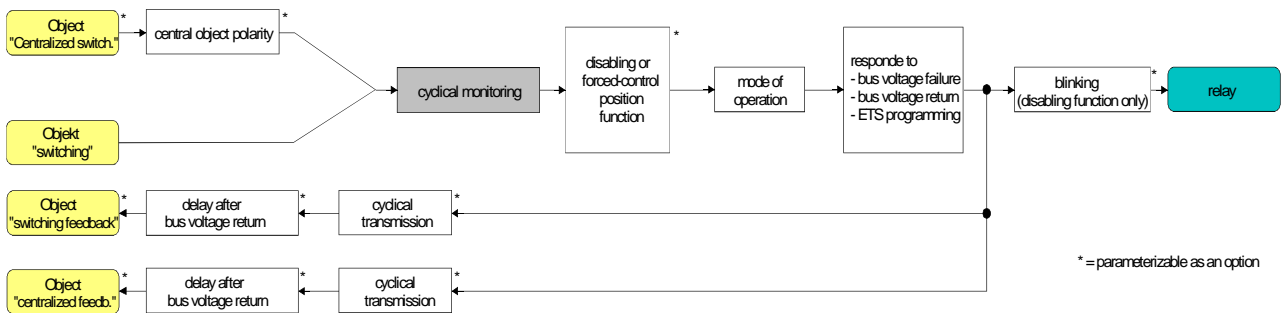 Object
"Centralized switch."
*
central object polarity
*
cyclical monitoring
disabling or
forced-control
position
function
*
mode of
operation
responde to
- bus voltage failure
- bus voltage return
- ETS programming
blinking
(disabling function only)
*
relay
Objekt
"switching"
Object
"switching feedback"
*
delay after
bus voltage return
*
cyclical
transmission
*
Object
"centralized feedb."
*
delay after
bus voltage return
*
cyclical
transmission
*
* = parameterizable as an option